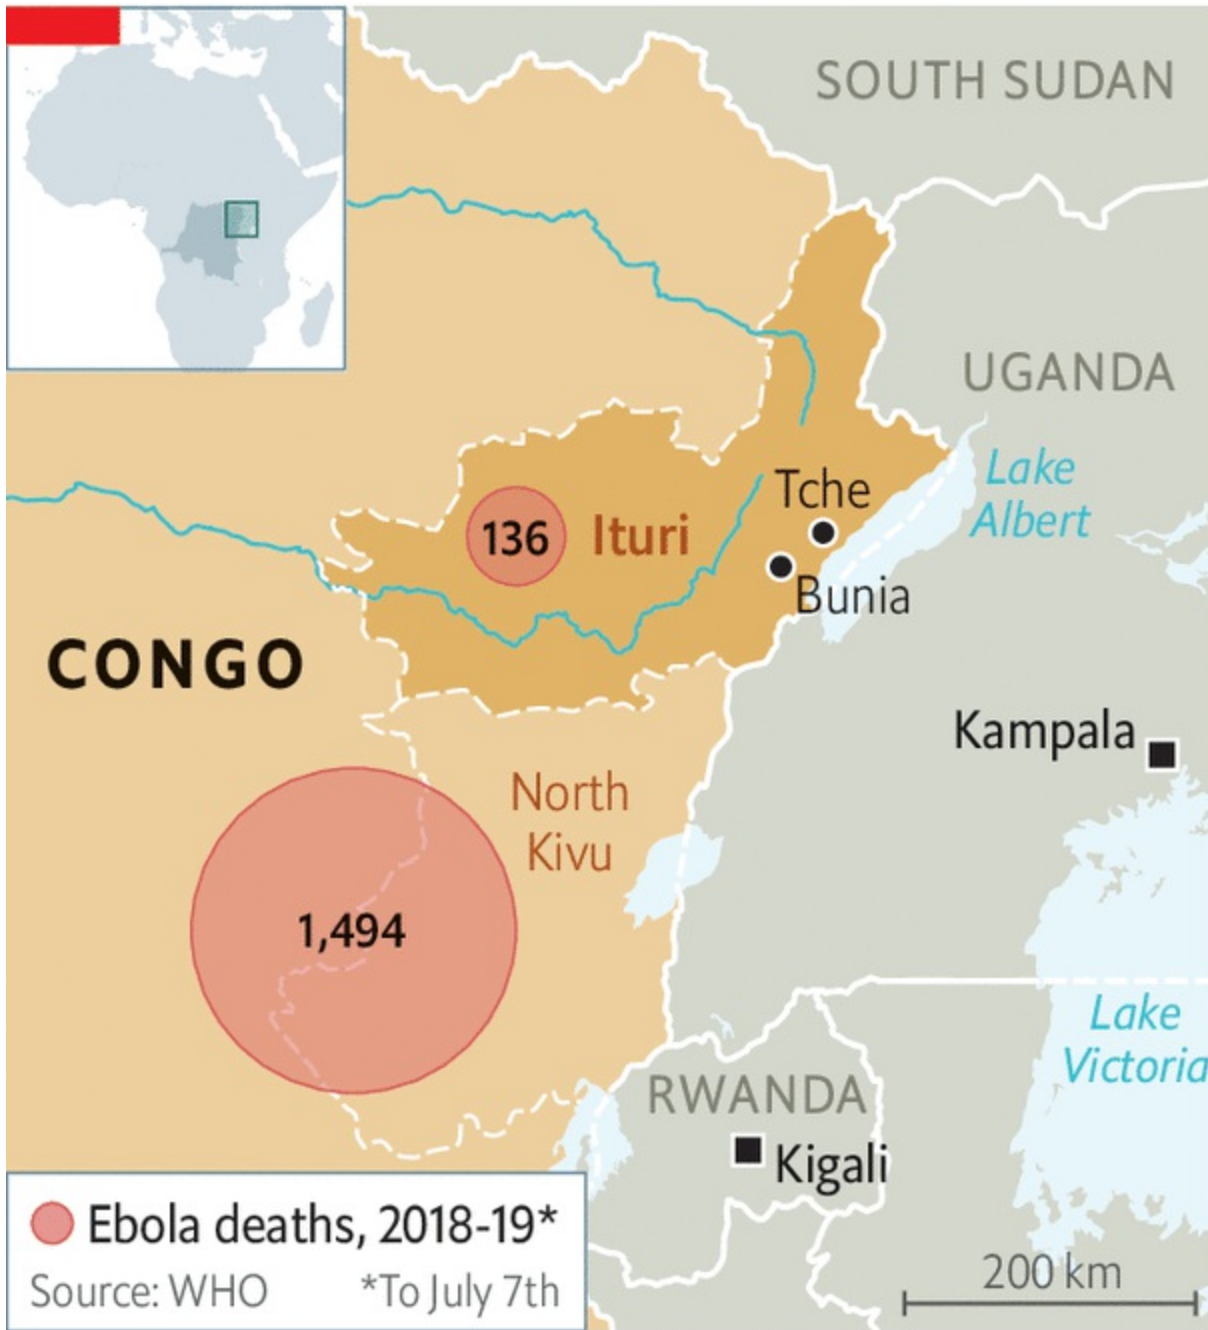 SOUTH SUDAN
UGANDA
Lake
Albert
Tche
136
Ituri
Bunia
CONGO
Kampala
North
Kivu
1,494
Lake
Victoria
RWANDA
Kigali
Ebola deaths, 2018-19*
Source: WHO
*To July 7th
200 km